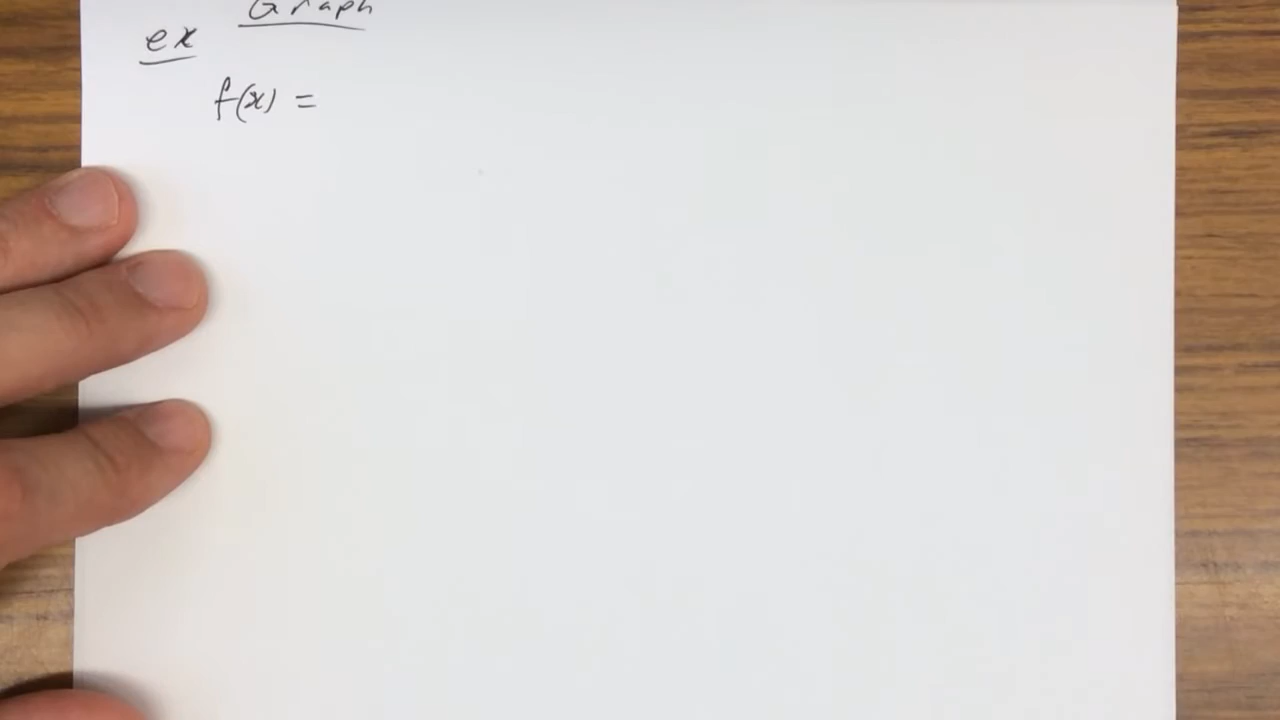 Graph
ex
f(x) =